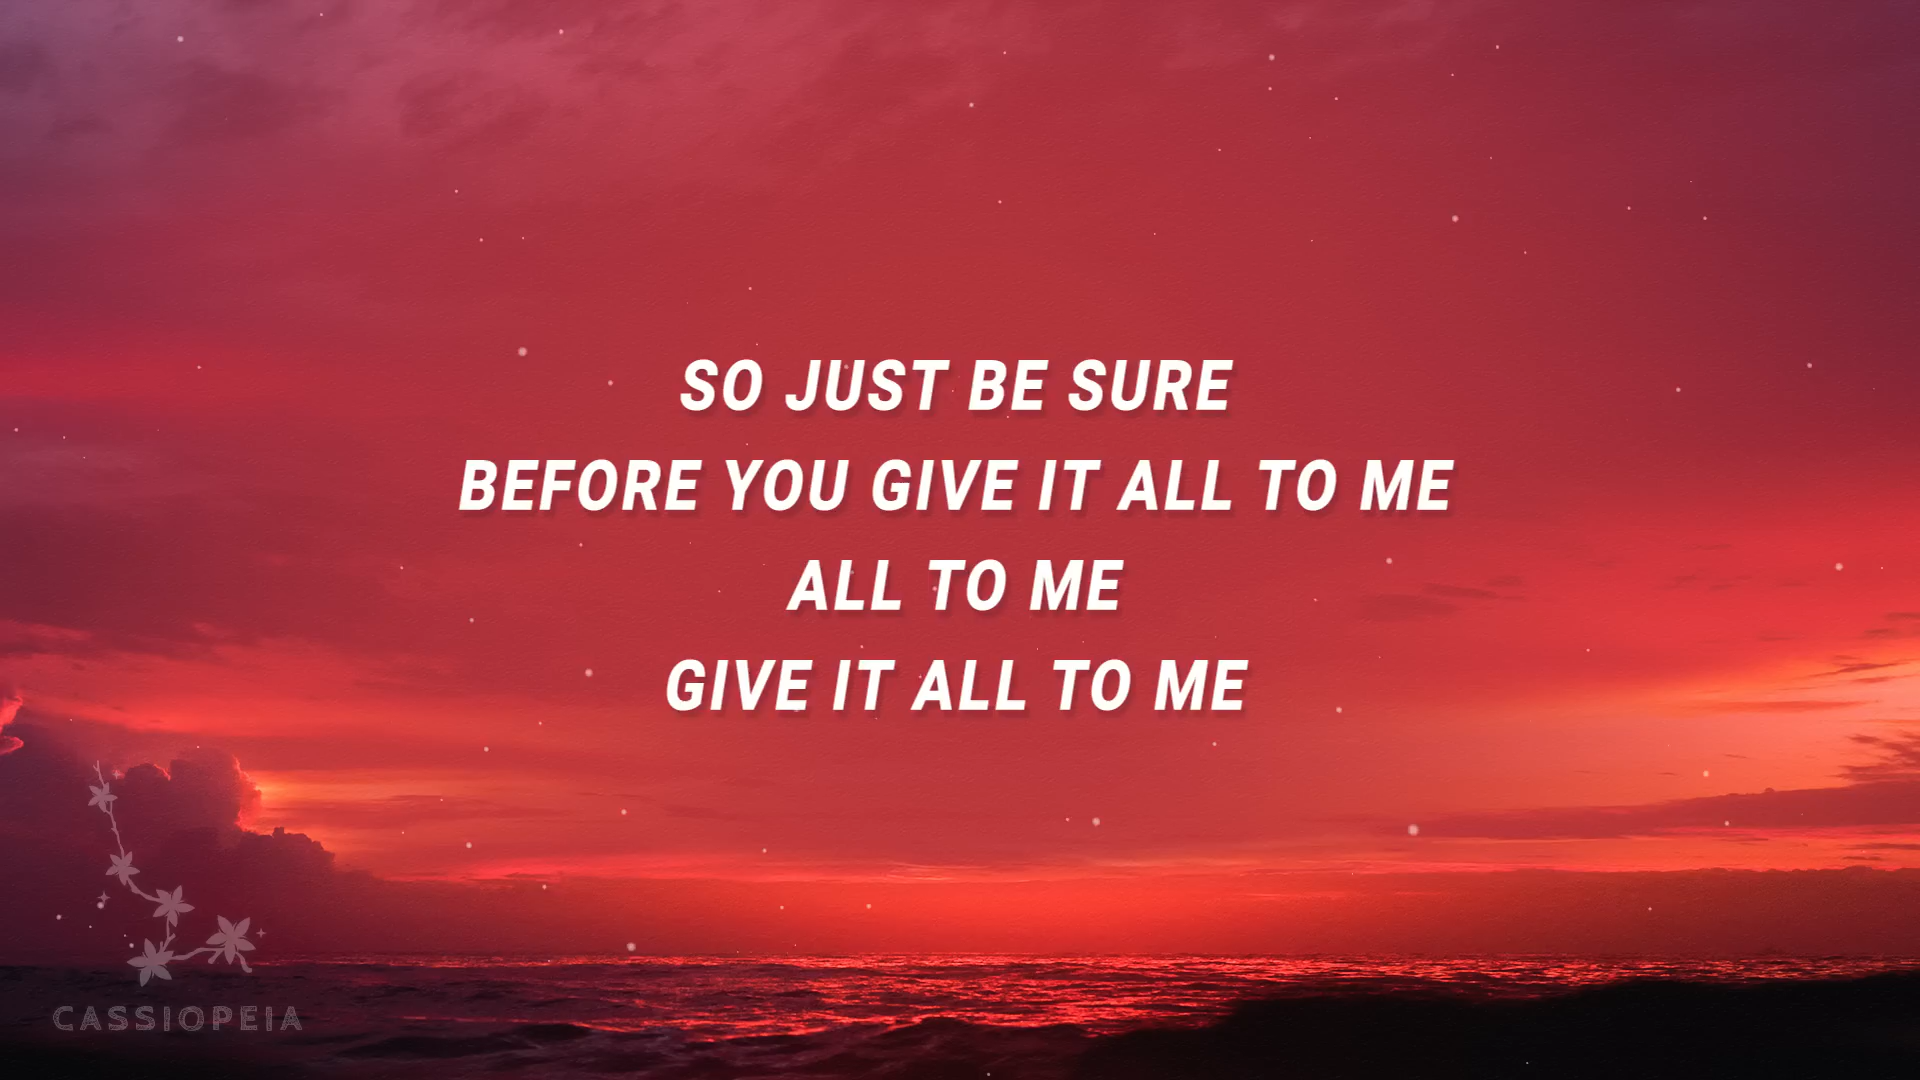 SO JUST BE SURE
BEFORE YOU GIVE IT ALL TO ME
ALL TO ME
GIVE IT ALL TO ME
CASSIOPEIA